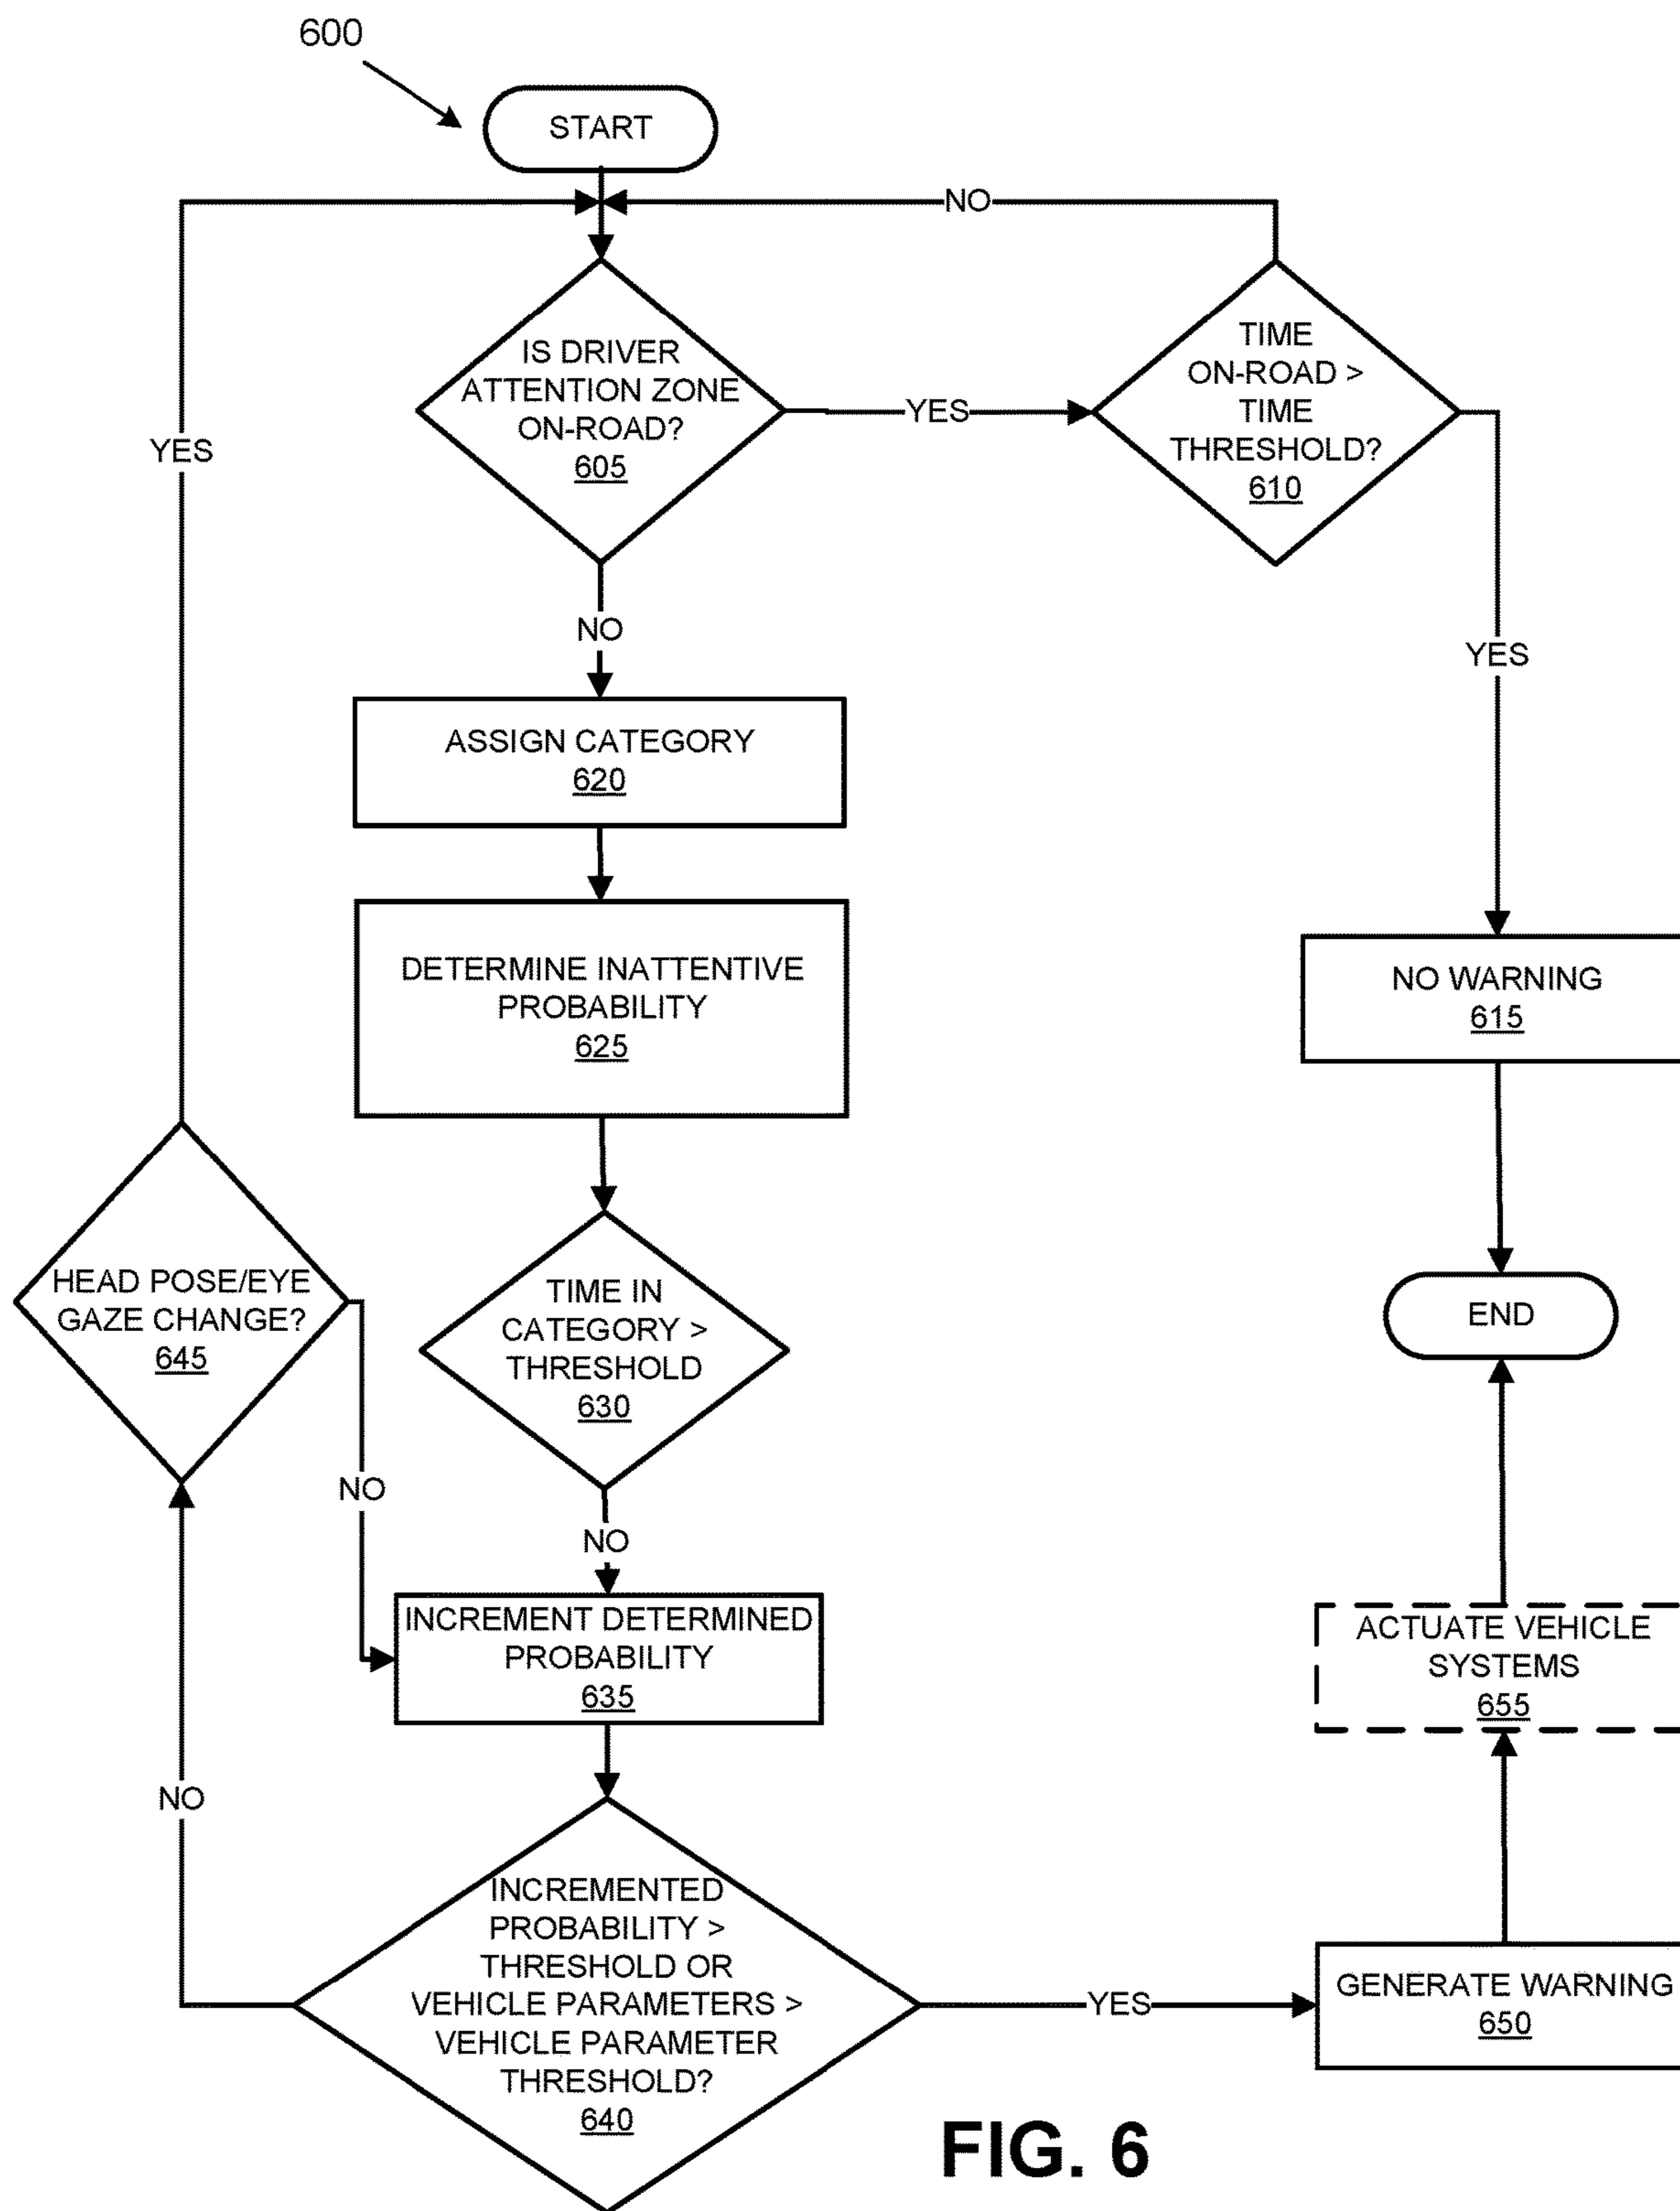 600
START
NO
IS DRIVER
ATTENTION ZONE
ON-ROAD?
605
YES
TIME
ON-ROAD >
TIME
THRESHOLD?
610
YES
NO
YES
ASSIGN CATEGORY
620
DETERMINE INATTENTIVE
PROBABILITY
625
NO WARNING
615
HEAD POSE/EYE
GAZE CHANGE?
645
TIME IN
CATEGORY >
THRESHOLD
630
END
NO
NO
INCREMENT DETERMINED
PROBABILITY
635
ACTUATE VEHICLE
SYSTEMS
655
NO
INCREMENTED
PROBABILITY >
THRESHOLD OR
VEHICLE PARAMETERS >
VEHICLE PARAMETER
THRESHOLD?
640
YES
GENERATE WARNING
650
FIG. 6